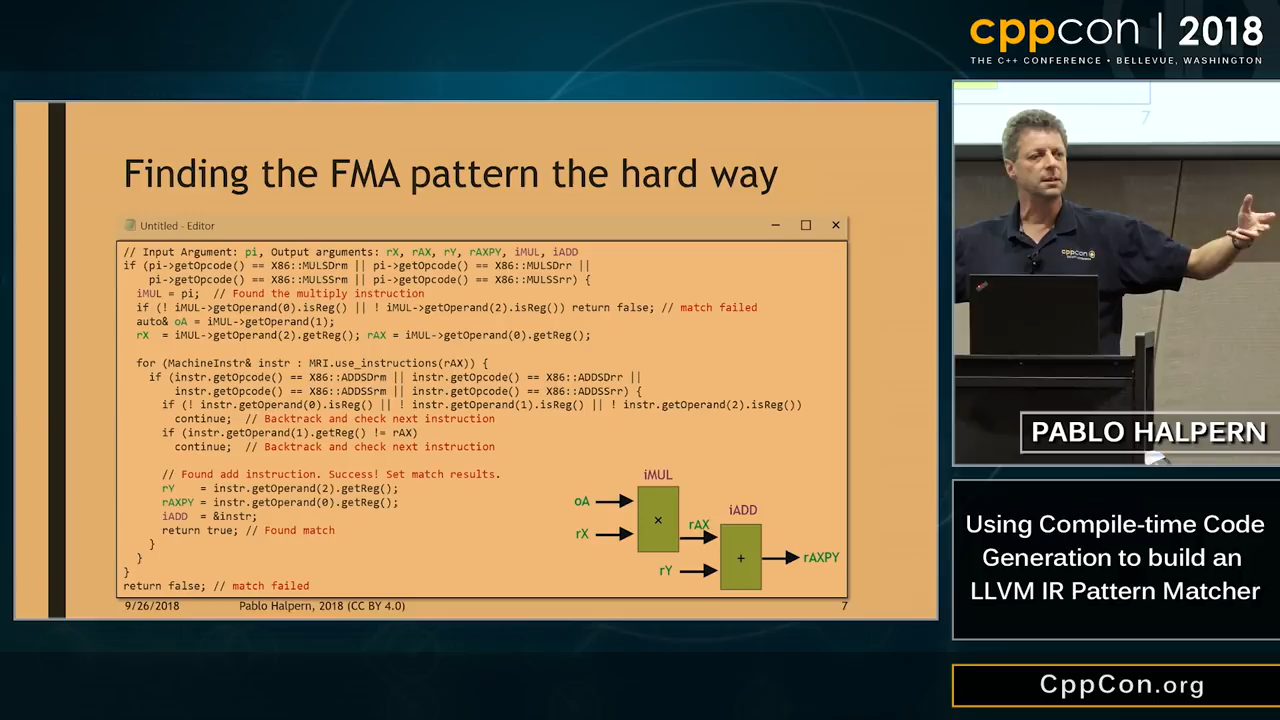 cppcon | 2018
THE C++ CONFERENCE • BELLEVUE, WASHINGTON
Finding the FMA pattern the hard way
Untitled - Editor
// Input Argument: pi, Output arguments: rX, rAX, rY, rAXPY, iMUL, iADD
if (pi->getOpcode() == X86::MULSDrm || pi->getOpcode() == X86::MULSDrr ||
pi->getOpcode() == X86::MULSSrm || pi->getOpcode() == X86::MULSSrr) {
iMUL = pi;  // Found the multiply instruction
if (! iMUL->getOperand(0).isReg() || ! iMUL->getOperand(2).isReg()) return false; // match failed
auto& oA = iMUL->getOperand(1);
rX  = iMUL->getOperand(2).getReg(); rAX = iMUL->getOperand(0).getReg();
for (MachineInstr& instr : MRI.use_instructions(rAX)) {
if (instr.getOpcode() == X86::ADDSDrm || instr.getOpcode() == X86::ADDSDrr ||
instr.getOpcode() == X86::ADDSSrm || instr.getOpcode() == X86::ADDSSrr) {
if (! instr.getOperand(0).isReg() || ! instr.getOperand(1).isReg() || ! instr.getOperand(2).isReg())
continue;  // Backtrack and check next instruction
if (instr.getOperand(1).getReg() != rAX)
continue;  // Backtrack and check next instruction
// Found add instruction. Success! Set match results.
rY    = instr.getOperand(2).getReg();
rAXPY = instr.getOperand(0).getReg();
iADD  = &instr;
return true; // Found match
}
}
}
return false; // match failed
iMUL
oA
rX
×
rAX
iADD
rY
+
rAXPY
9/26/2018
Pablo Halpern, 2018 (CC BY 4.0)
7
7
cppcon
PABLO HALPERN
Using Compile-time Code
Generation to build an
LLVM IR Pattern Matcher
CppCon.org